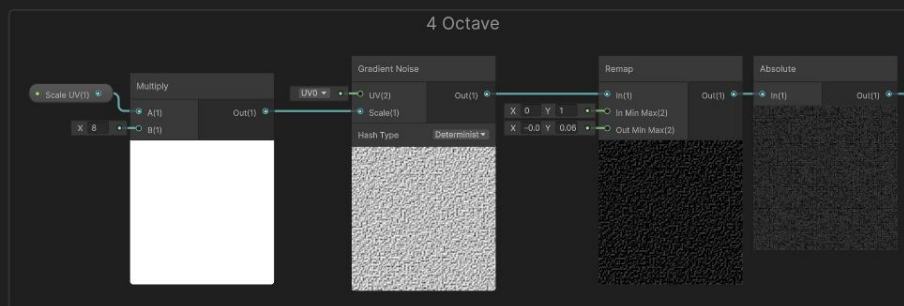 4 Octave
Scale UV(1)
Multiply
A(1) Out(1)
X 8 B(1)
Gradient Noise
UV0 UV(2) Out(1)
Scale(1)
Hash Type Determinist
Remap
In(1) Out(1)
X 0 Y 1 In Min Max(2)
X -0.0 Y 0.06 Out Min Max(2)
Absolute
In(1) Out(1)